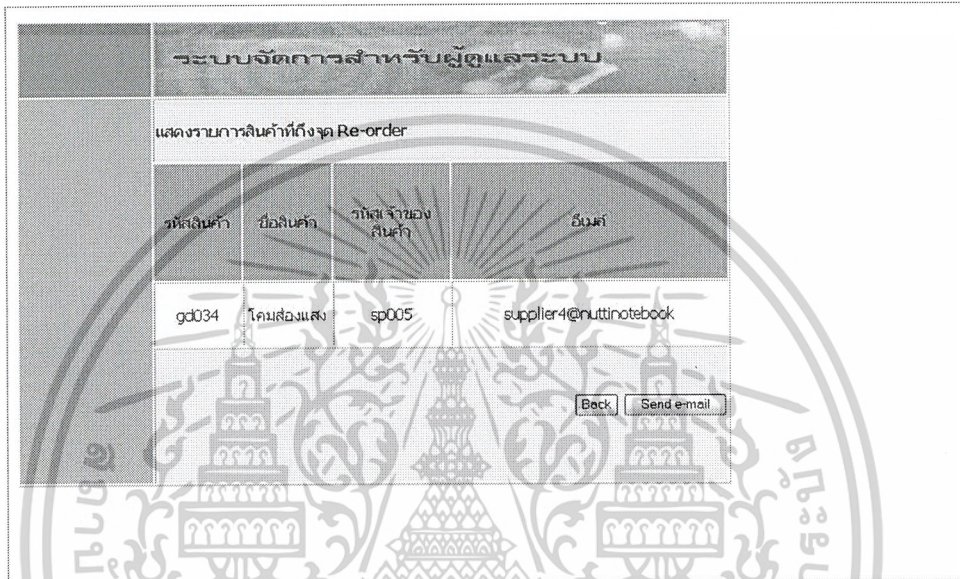 ระบบจัดการสำหรับผู้ดูแลระบบ
แสดงรายการสินค้าที่ถึงจุด Re-order
รหัสสินค้า ชื่อสินค้า รหัสเจ้าของสินค้า อีเมล์
gd034 โคมส่องแสง sp005 supplier4@nuttinotebook
Back Send e-mail